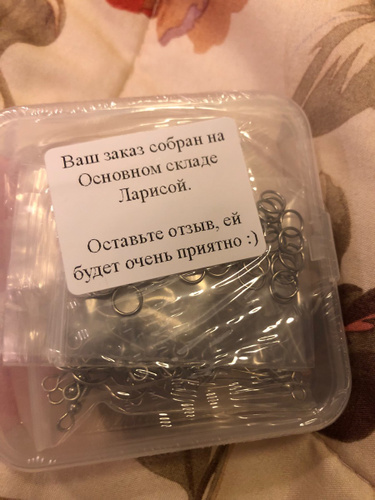 Ваш заказ собран на
Основном складе
Ларисой.
Оставьте отзыв, ей
будет очень приятно :)